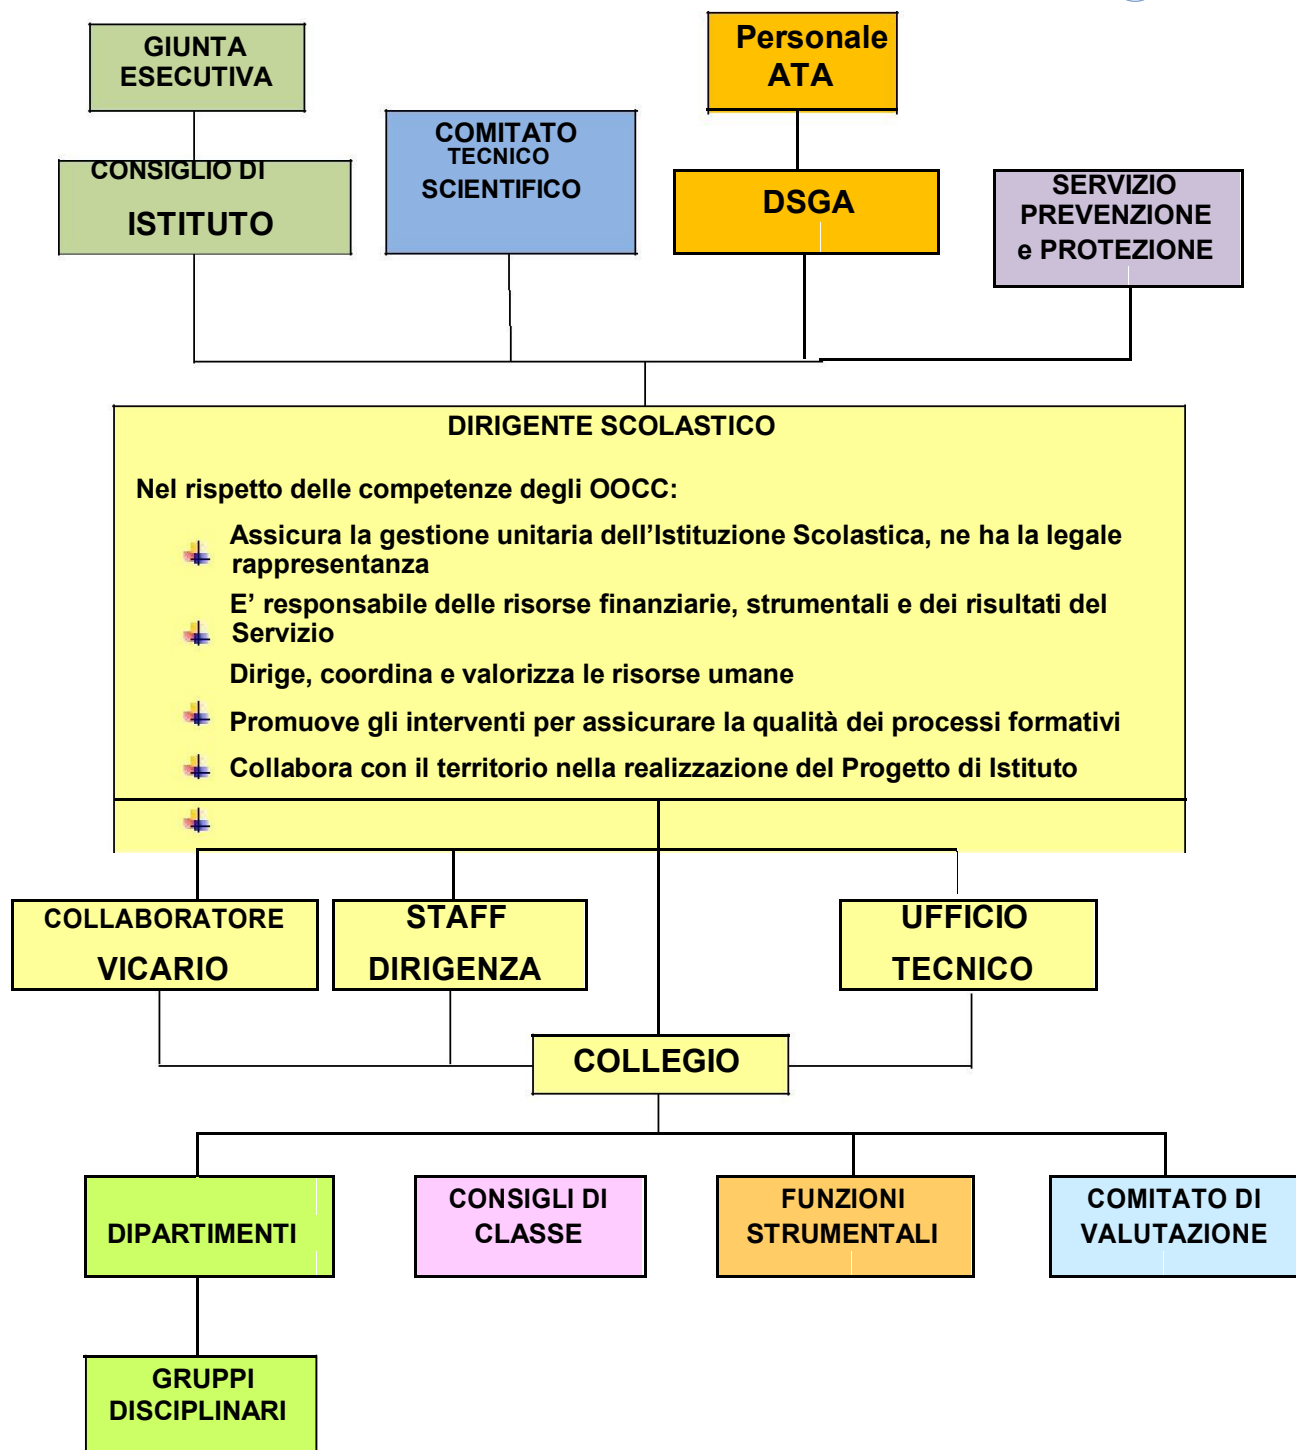 GIUNTA
ESECUTIVA
CONSIGLIO DI
ISTITUTO
COMITATO
TECNICO
SCIENTIFICO
Personale
ATA
DSGA
SERVIZIO
PREVENZIONE
e PROTEZIONE
DIRIGENTE SCOLASTICO
Nel rispetto delle competenze degli OOCC:
Assicura la gestione unitaria dell’Istituzione Scolastica, ne ha la legale
rappresentanza
E’ responsabile delle risorse finanziarie, strumentali e dei risultati del
Servizio
Dirige, coordina e valorizza le risorse umane
Promuove gli interventi per assicurare la qualità dei processi formativi
Collabora con il territorio nella realizzazione del Progetto di Istituto
COLLABORATORE
VICARIO
STAFF
DIRIGENZA
UFFICIO
TECNICO
COLLEGIO
DIPARTIMENTI
CONSIGLI DI
CLASSE
FUNZIONI
STRUMENTALI
COMITATO DI
VALUTAZIONE
GRUPPI
DISCIPLINARI